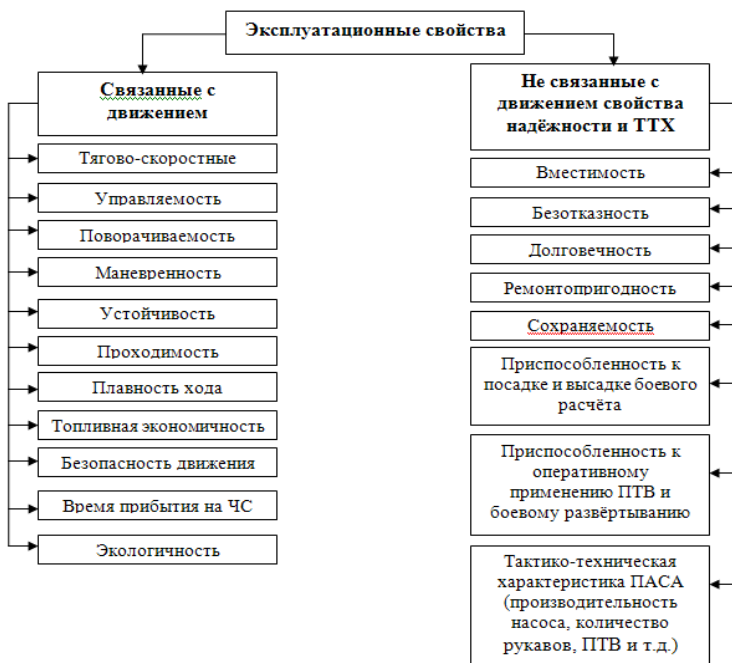 Эксплуатационные свойства
Связанные с
движением
Тягово-скоростные
Управляемость
Поворачиваемость
Маневренность
Устойчивость
Проходимость
Плавность хода
Топливная экономичность
Безопасность движения
Время прибытия на ЧС
Экологичность
Не связанные с
движением свойства
надёжности и ТТХ
Вместимость
Безотказность
Долговечность
Ремонтопригодность
Сохраняемость
Приспособленность к
посадке и высадке боевого
расчёта
Приспособленность к
оперативному
применению ПТВ и
боевому развёртыванию
Тактико-техническая
характеристика ПАСА
(производительность
насоса, количество
рукавов, ПТВ и т.д.)